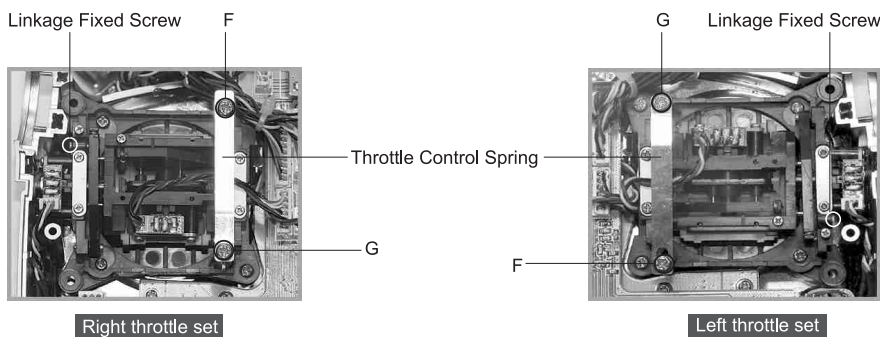 Linkage Fixed Screw F
G Linkage Fixed Screw
Throttle Control Spring
G
F
Right throttle set
Left throttle set